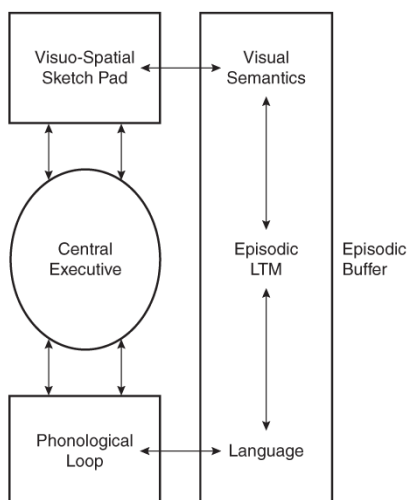 Visuo-Spatial
Sketch Pad
Visual
Semantics
Central
Executive
Episodic
LTM
Episodic
Buffer
Phonological
Loop
Language